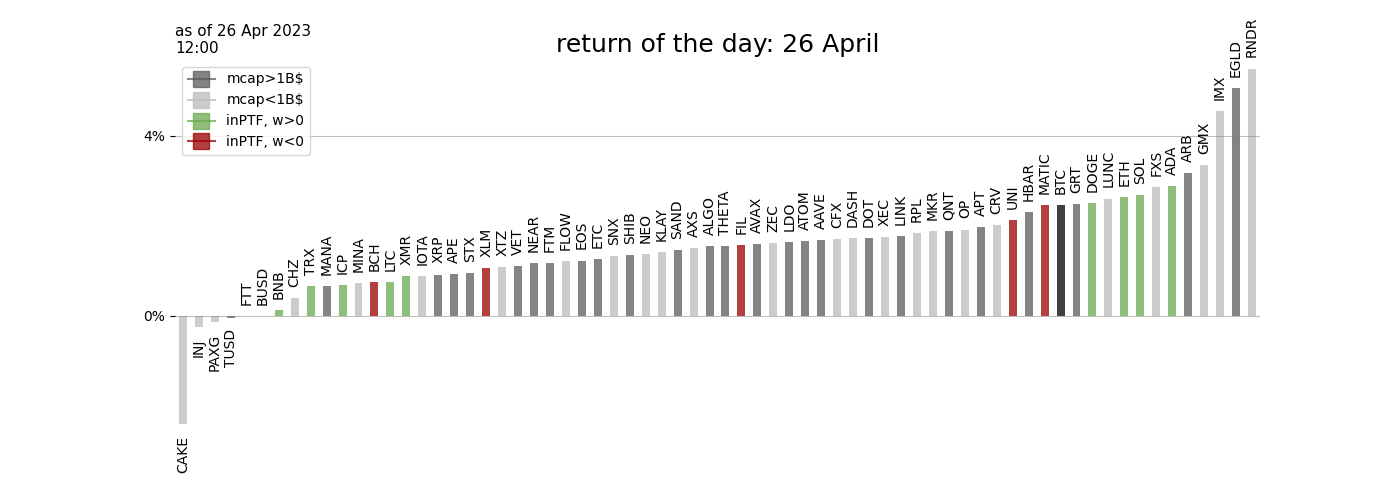 as of 26 Apr 2023
12:00
return of the day: 26 April
mcap>1B$
mcap<1B$
inPTF, w>0
inPTF, w<0
4%
0%
CAKE
INJ
PAXG
TUSD
FTT
BUSD
BNB
CHZ
TRX
MANA
ICP
MINA
BCH
LTC
XMR
IOTA
XRP
APE
STX
XLM
XTZ
VET
NEAR
FTM
FLOW
EOS
ETC
SNX
SHIB
NEO
KLAY
SAND
AXS
ALGO
THETA
FIL
AVAX
ZEC
LDO
ATOM
AAVE
CFX
DASH
DOT
XEC
LINK
RPL
MKR
QNT
OP
APT
CRV
UNI
HBAR
MATIC
BTC
GRT
DOGE
LUNC
ETH
SOL
FXS
ADA
ARB
GMX
IMX
EGLD
RNDR